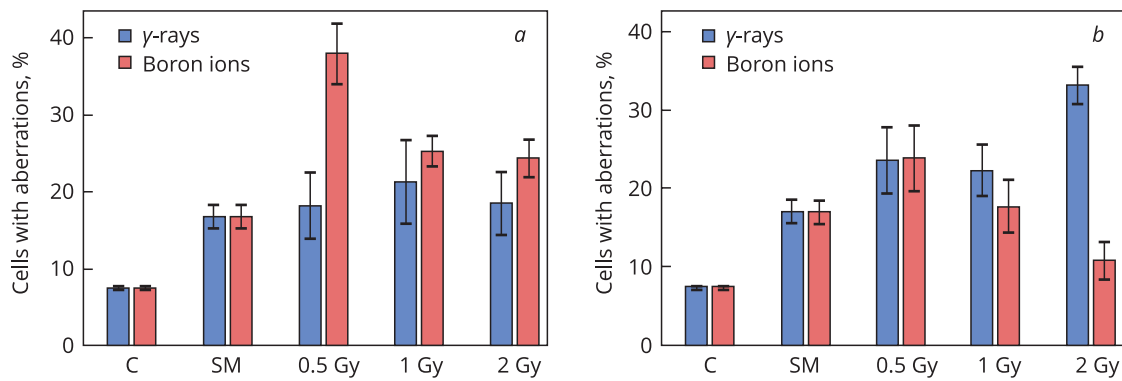 Cells with aberrations, %
40
30
20
10
0
γ-rays
Boron ions
a
C SM 0.5 Gy 1 Gy 2 Gy
Cells with aberrations, %
40
30
20
10
0
γ-rays
Boron ions
b
C SM 0.5 Gy 1 Gy 2 Gy